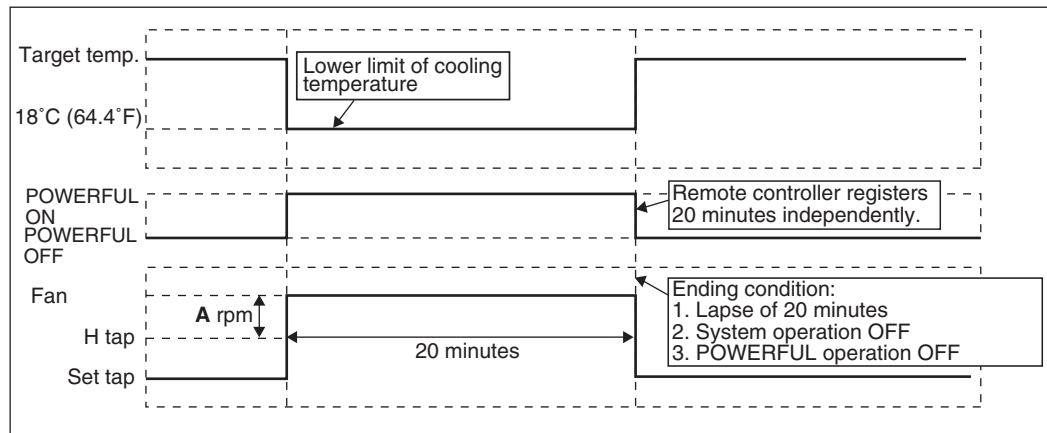 Target temp.
Lower limit of cooling
temperature
18˚C (64.4˚F)
POWERFUL
ON
POWERFUL
OFF
Remote controller registers
20 minutes independently.
Fan
A rpm
H tap
20 minutes
Set tap
Ending condition:
1. Lapse of 20 minutes
2. System operation OFF
3. POWERFUL operation OFF